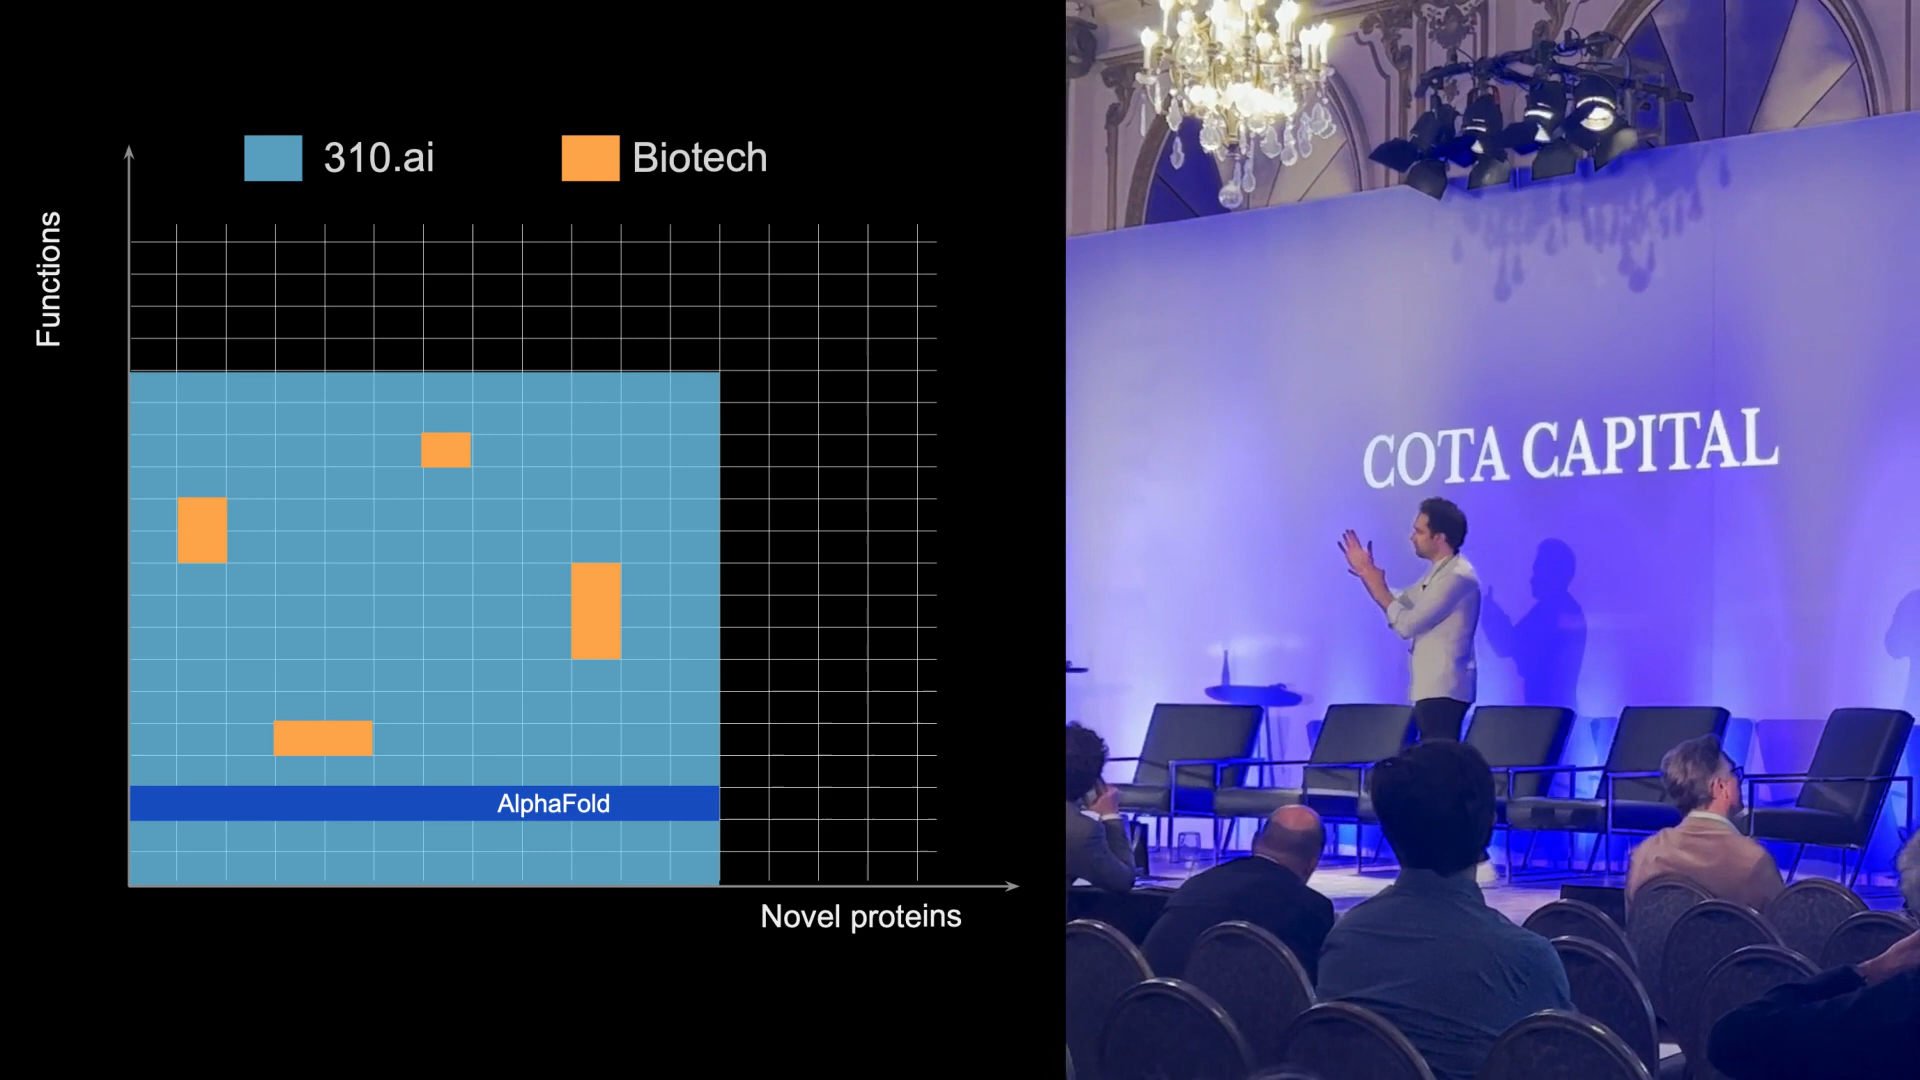 310.ai
Biotech
Functions
AlphaFold
Novel proteins
COTA CAPITAL